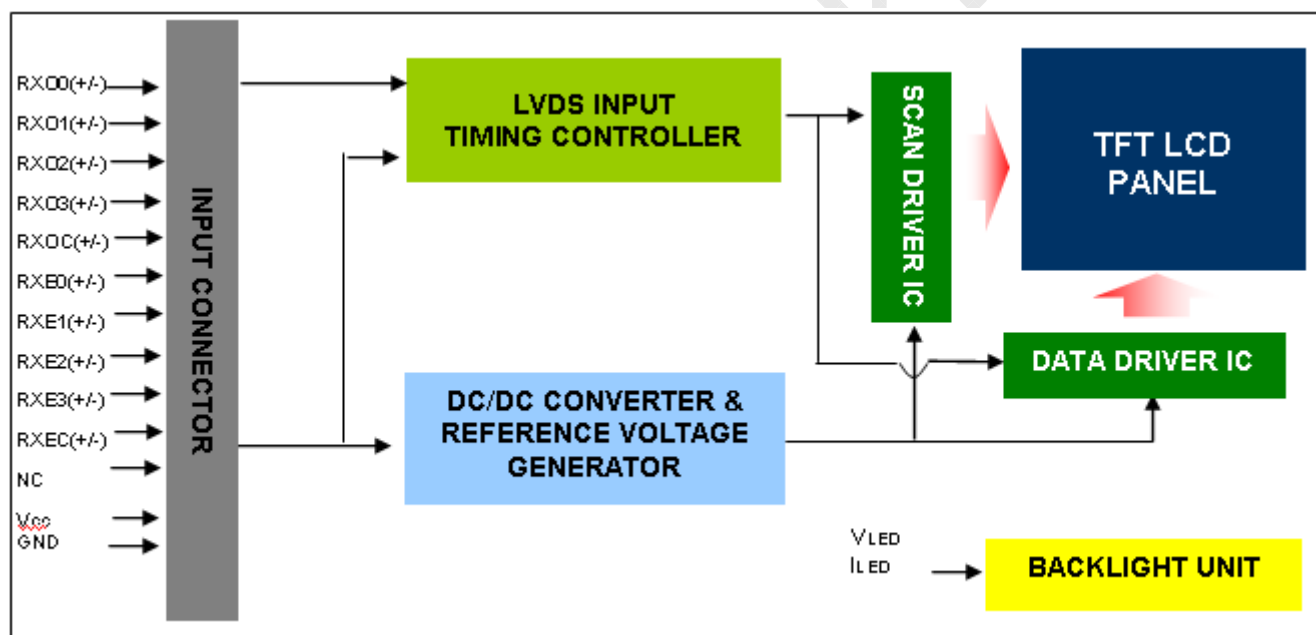 RXO0(+/-)
RXO1(+/-)
RXO2(+/-)
RXO3(+/-)
RXOC(+/-)
RXE0(+/-)
RXE1(+/-)
RXE2(+/-)
RXE3(+/-)
RXEC(+/-)
NC
Vcc
GND
INPUT CONNECTOR
LVDS INPUT
TIMING CONTROLLER
DC/DC CONVERTER &
REFERENCE VOLTAGE
GENERATOR
SCAN DRIVER IC
TFT LCD
PANEL
DATA DRIVER IC
VLED
ILED
BACKLIGHT UNIT